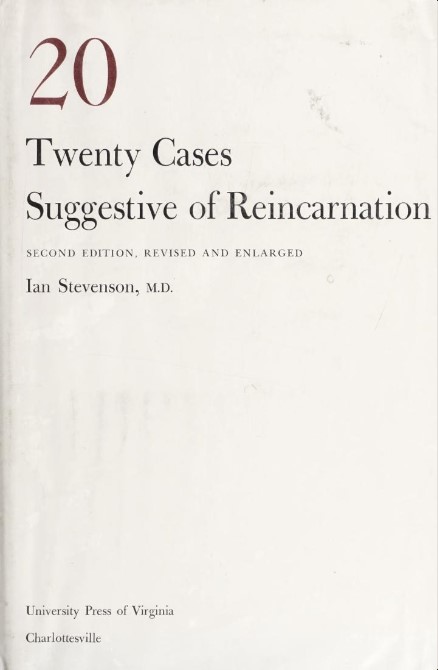 20
Twenty Cases
Suggestive of Reincarnation
SECOND EDITION, REVISED AND ENLARGED
Ian Stevenson, M.D.
University Press of Virginia
Charlottesville